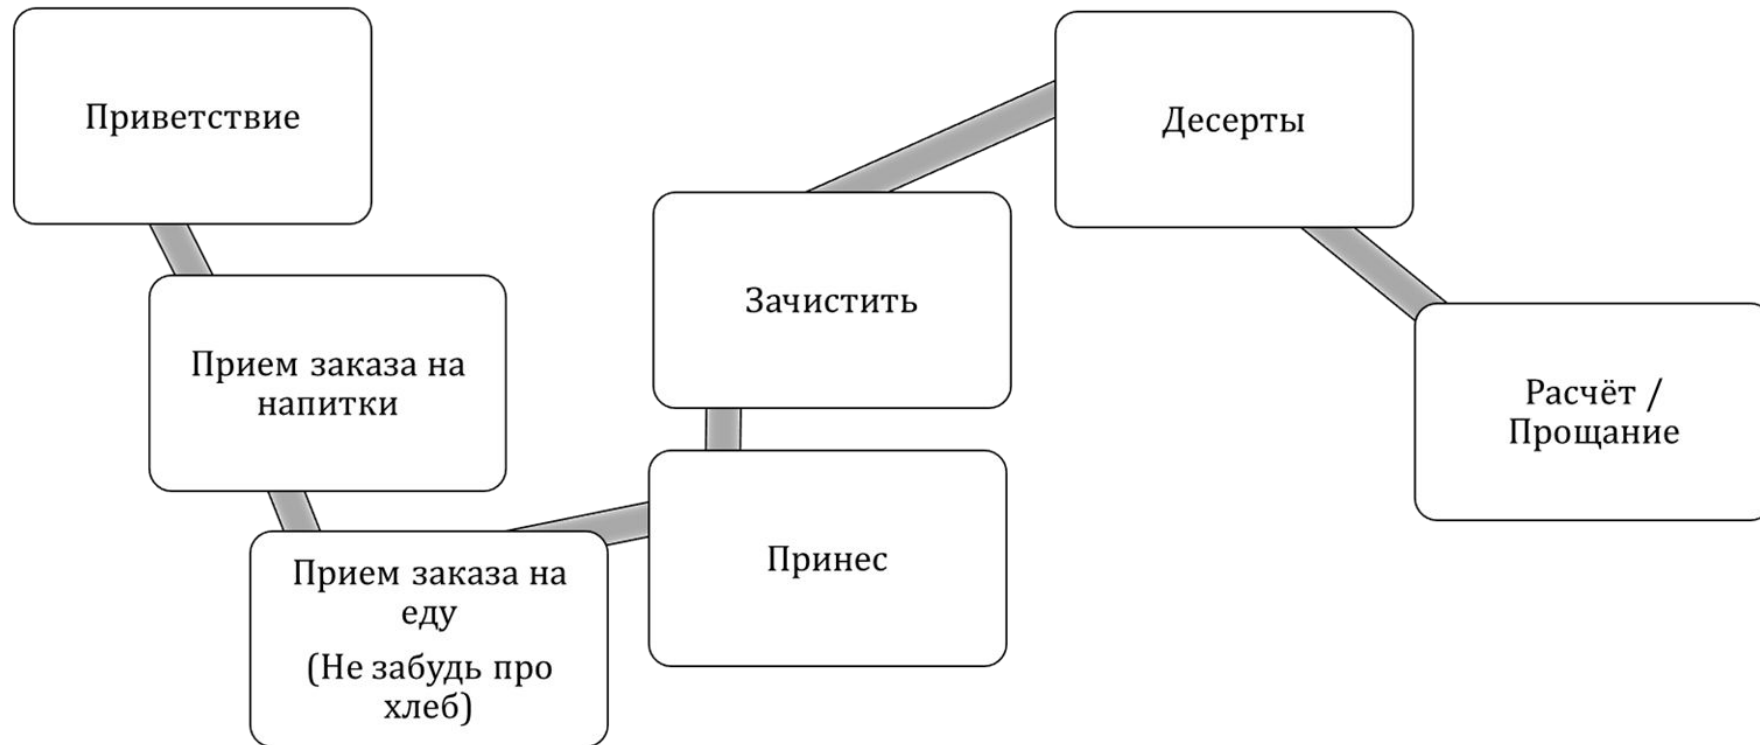 Приветствие
Прием заказа на
напитки
Прием заказа на
еду
(Не забудь про
хлеб)
Принес
Зачистить
Десерты
Расчёт /
Прощание